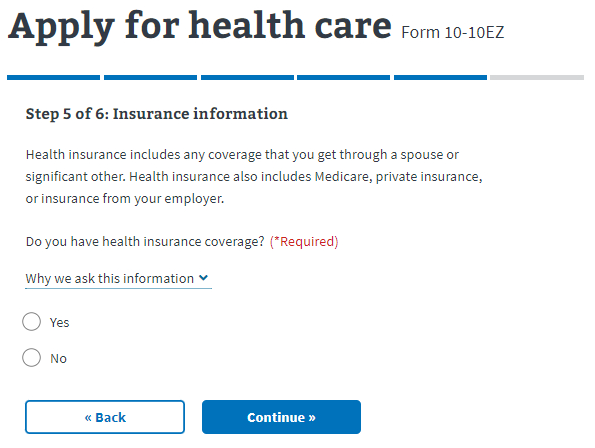 Apply for health care Form 10-10EZ
Step 5 of 6: Insurance information
Health insurance includes any coverage that you get through a spouse or
significant other. Health insurance also includes Medicare, private insurance,
or insurance from your employer.
Do you have health insurance coverage? (*Required)
Why we ask this information
Yes
No
« Back
Continue »